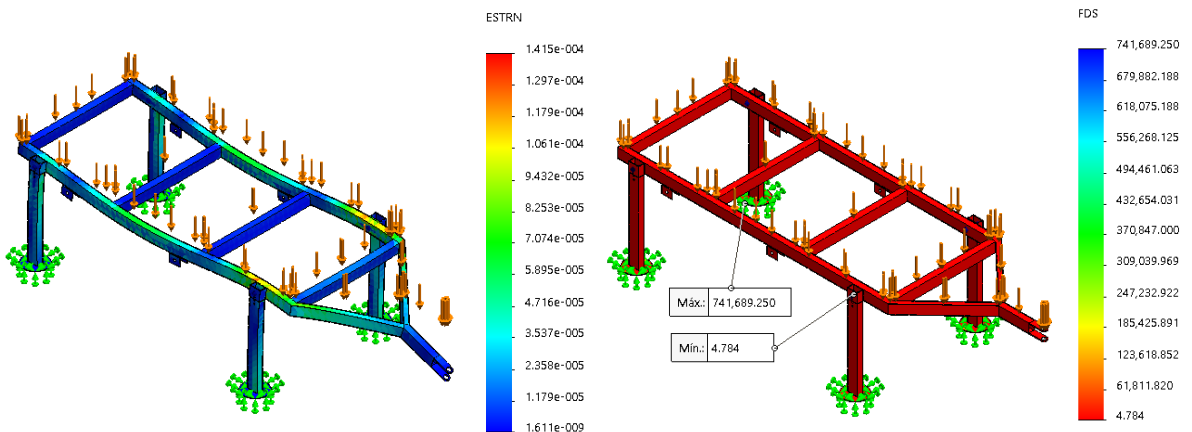 ESTRN
1.415e-004
1.297e-004
1.179e-004
1.061e-004
9.432e-005
8.253e-005
7.074e-005
5.895e-005
4.716e-005
3.537e-005
2.358e-005
1.179e-005
1.611e-009
FDS
741,689.250
679,882.188
618,075.188
556,268.125
494,461.063
432,654.031
370,847.000
309,039.969
247,232.922
185,425.891
123,618.852
61,811.820
4.784
Máx.: 741,689.250
Mín.: 4.784